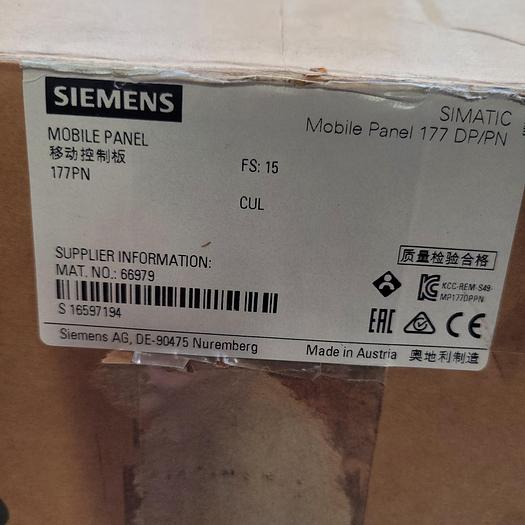 SIEMENS
SIMATIC
Mobile Panel 177 DP/PN
MOBILE PANEL
移动控制板
177PN
FS: 15
CUL
SUPPLIER INFORMATION:
MAT. NO.: 66979
S 16597194
质量检验合格
KCC-REM-S49-
MP177DPPN
EAC
CE
Siemens AG, DE-90475 Nuremberg
Made in Austria 奥地利制造